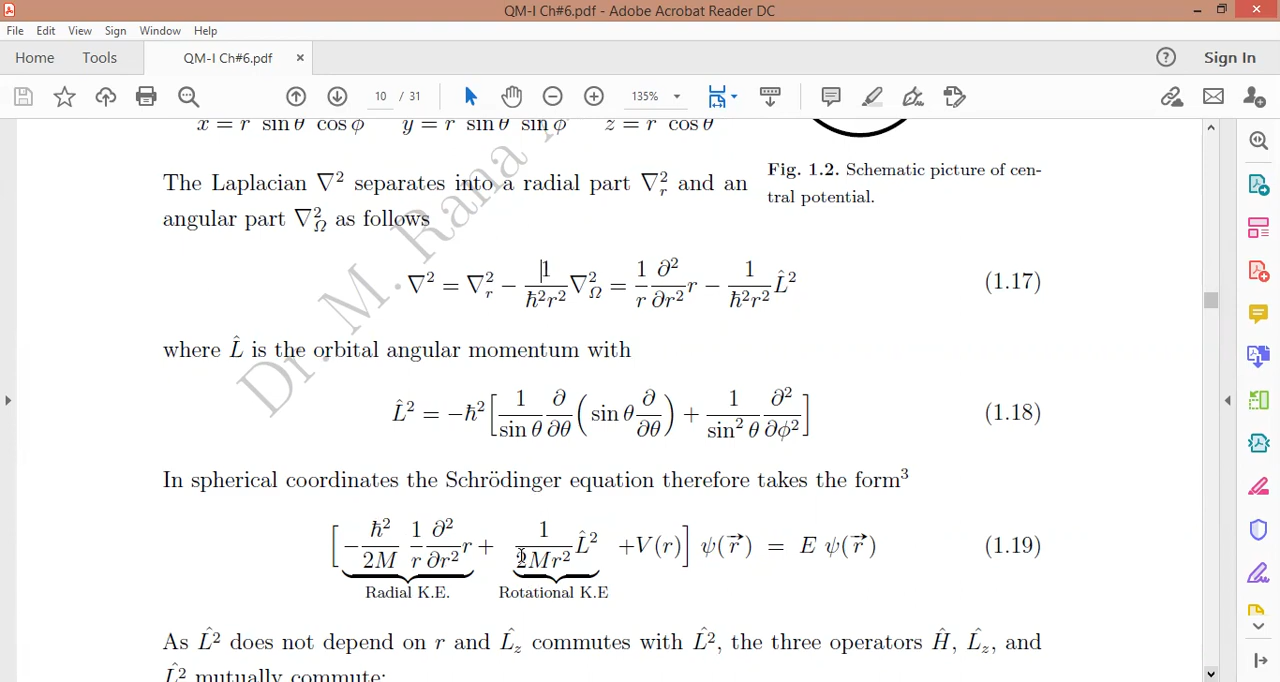 QM-I Ch#6.pdf - Adobe Acrobat Reader DC
File Edit View Sign Window Help
Home Tools QM-I Ch#6.pdf × Sign In
10 / 31 135%
x = r sin θ cos ϕ y = r sin θ sin ϕ z = r cos θ
The Laplacian ∇² separates into a radial part ∇²_r and an
angular part ∇²_Ω as follows
Fig. 1.2. Schematic picture of cen-
tral potential.
∇² = ∇²_r − 1/(ħ²r²) ∇²_Ω = (1/r) ∂²/∂r² r − 1/(ħ²r²) L̂² (1.17)
where L̂ is the orbital angular momentum with
L̂² = −ħ² [ 1/(sin θ) ∂/∂θ ( sin θ ∂/∂θ ) + 1/(sin² θ) ∂²/∂ϕ² ] (1.18)
In spherical coordinates the Schrödinger equation therefore takes the form³
[ −ħ²/(2M) (1/r) ∂²/∂r² r + 1/(2Mr²) L̂² + V(r) ] ψ(r⃗) = E ψ(r⃗) (1.19)
Radial K.E. Rotational K.E
As L̂² does not depend on r and L̂_z commutes with L̂², the three operators Ĥ, L̂_z, and
L̂² mutually commute:
Dr. M. Rana